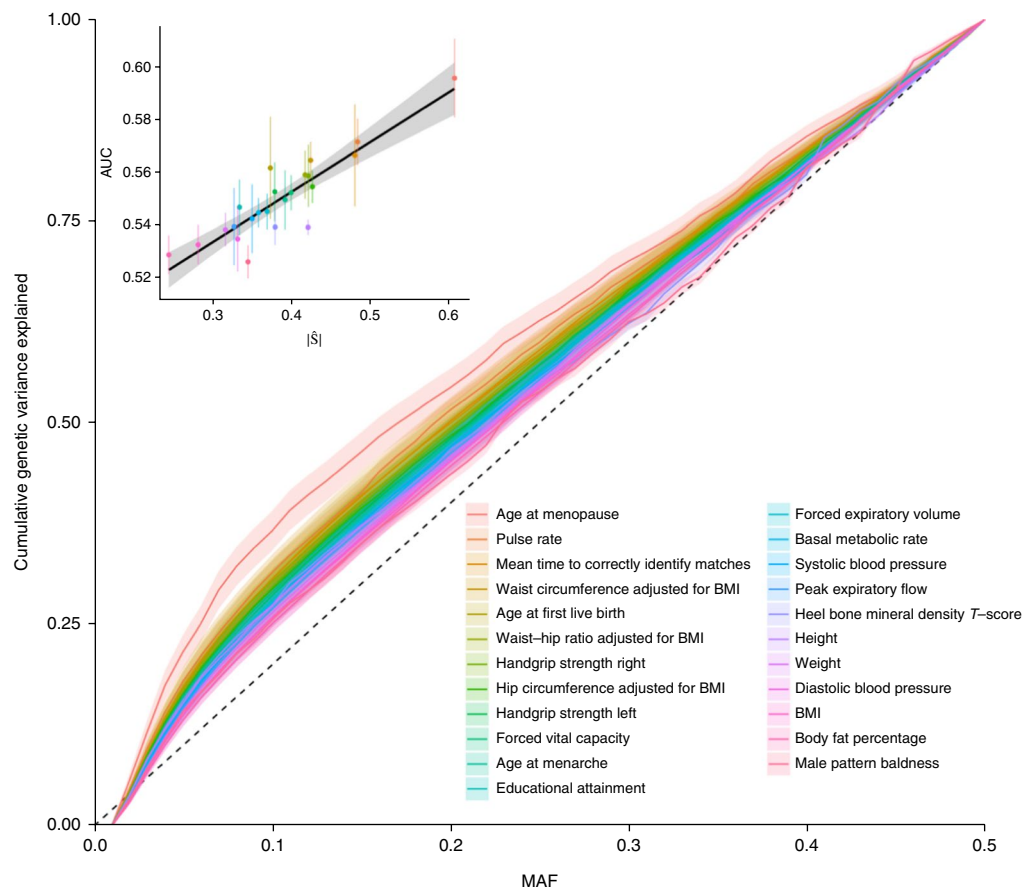 1.00
0.75
0.50
0.25
0.00
Cumulative genetic variance explained
0.60
0.58
0.56
0.54
0.52
AUC
0.3 0.4 0.5 0.6
|Ŝ|
Age at menopause
Pulse rate
Mean time to correctly identify matches
Waist circumference adjusted for BMI
Age at first live birth
Waist–hip ratio adjusted for BMI
Handgrip strength right
Hip circumference adjusted for BMI
Handgrip strength left
Forced vital capacity
Age at menarche
Educational attainment
Forced expiratory volume
Basal metabolic rate
Systolic blood pressure
Peak expiratory flow
Heel bone mineral density T–score
Height
Weight
Diastolic blood pressure
BMI
Body fat percentage
Male pattern baldness
0.0 0.1 0.2 0.3 0.4 0.5
MAF